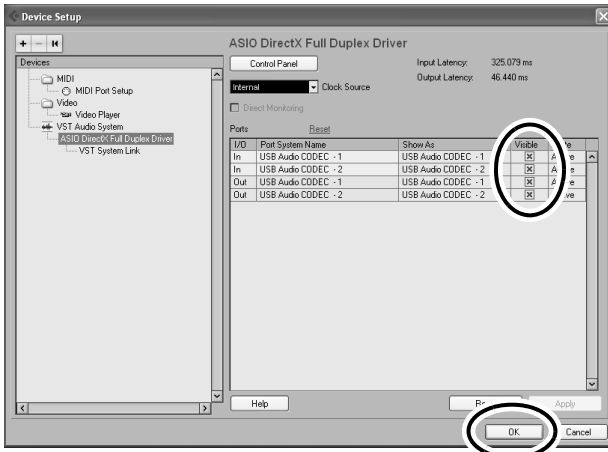 Device Setup
Devices
MIDI
MIDI Port Setup
Video
Video Player
VST Audio System
ASIO DirectX Full Duplex Driver
VST System Link
ASIO DirectX Full Duplex Driver
Control Panel
Input Latency: 325.079 ms
Output Latency: 46.440 ms
Internal Clock Source
Direct Monitoring
Ports Reset
I/O Port System Name Show As Visible
In USB Audio CODEC - 1 USB Audio CODEC - 1
In USB Audio CODEC - 2 USB Audio CODEC - 2
Out USB Audio CODEC - 1 USB Audio CODEC - 1
Out USB Audio CODEC - 2 USB Audio CODEC - 2
Help Apply
OK Cancel